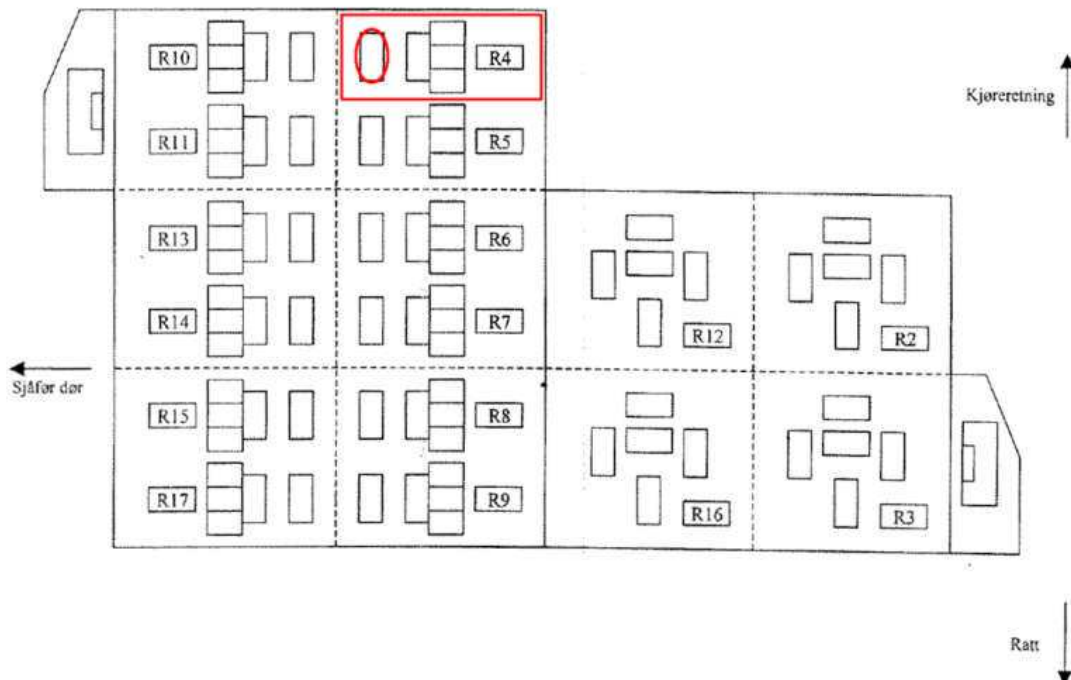 R10
R4
Kjøreretning
R11
R5
R13
R6
R14
R7
R12
R2
Sjåfør dør
R15
R8
R17
R9
R16
R3
Ratt